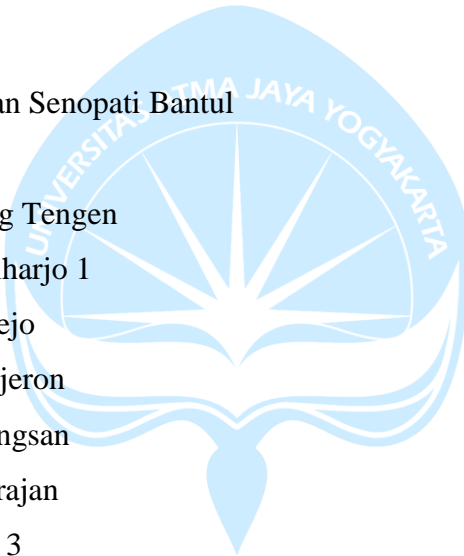 an Senopati Bantul
UNIVERSITAS ATMA JAYA YOGYAKARTA
g Tengen
harjo 1
ejo
jeron
ngsan
rajan
3